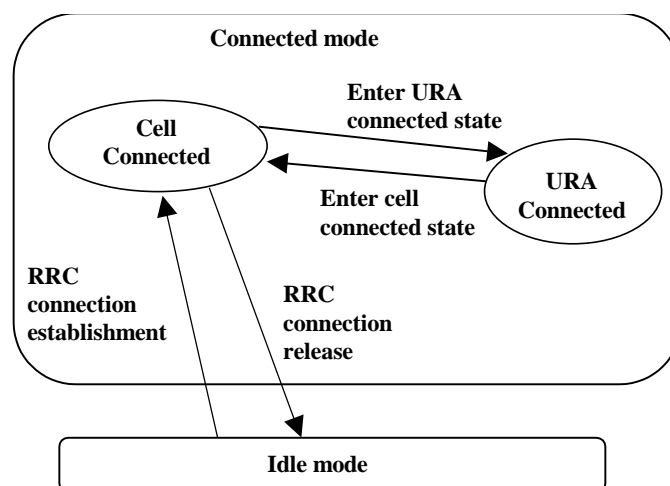 Connected mode
Enter URA
connected state
Cell
Connected
URA
Connected
Enter cell
connected state
RRC
connection
establishment
RRC
connection
release
Idle mode